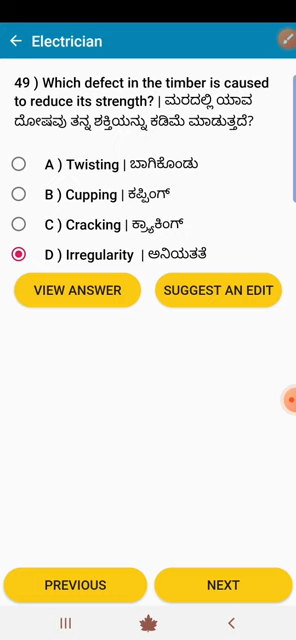 Electrician
49 ) Which defect in the timber is caused
to reduce its strength? | ಮರದಲ್ಲಿ ಯಾವ
ದೋಷವು ತನ್ನ ಶಕ್ತಿಯನ್ನು ಕಡಿಮೆ ಮಾಡುತ್ತದೆ?
A ) Twisting | ಬಾಗಿಕೊಂಡು
B ) Cupping | ಕಪ್ಪಿಂಗ್
C ) Cracking | ಕ್ರ್ಯಾಕಿಂಗ್
D ) Irregularity | ಅನಿಯತತೆ
VIEW ANSWER
SUGGEST AN EDIT
PREVIOUS
NEXT